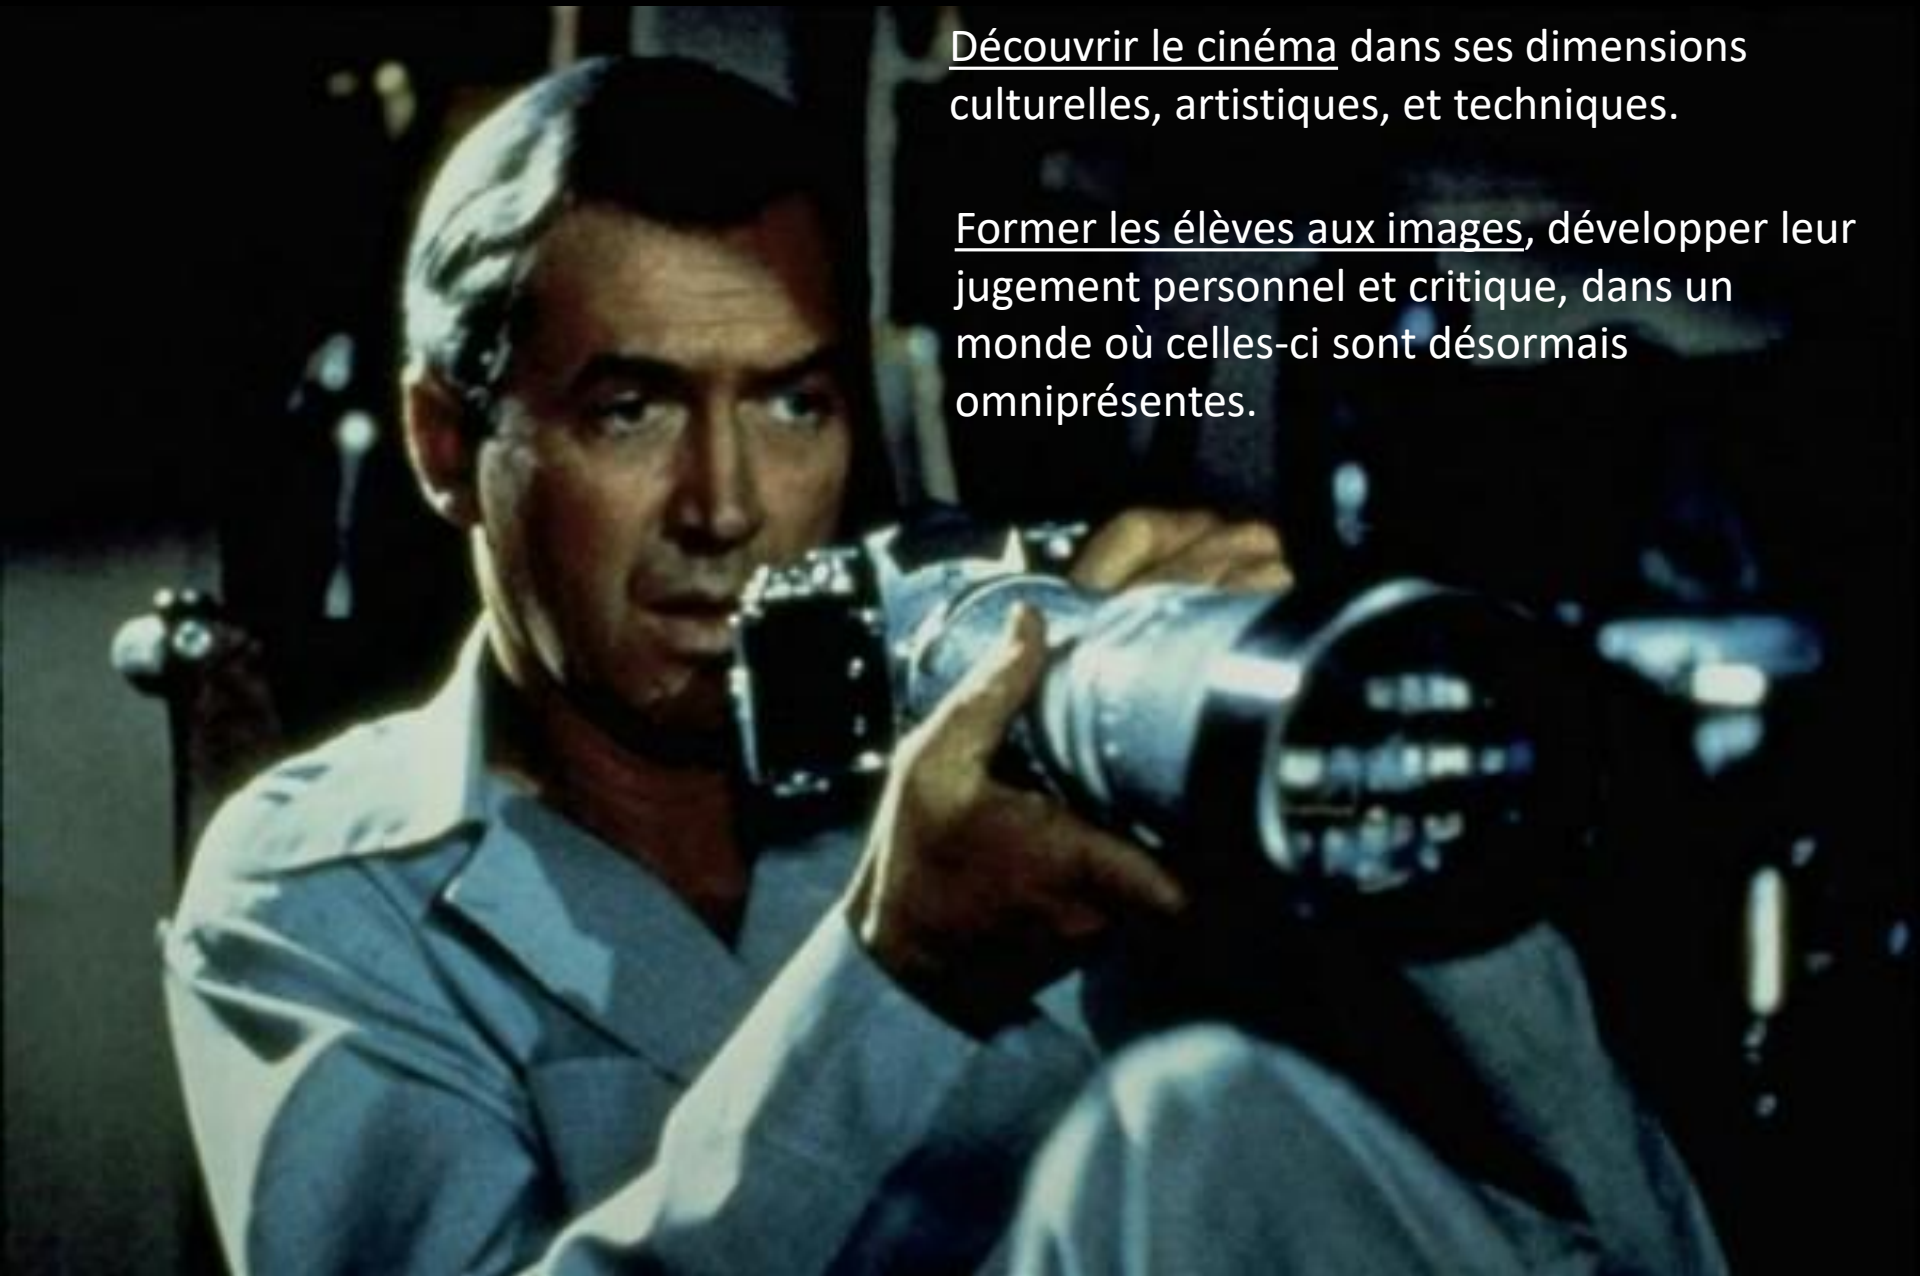 Découvrir le cinéma dans ses dimensions
culturelles, artistiques, et techniques.
Former les élèves aux images, développer leur
jugement personnel et critique, dans un
monde où celles-ci sont désormais
omniprésentes.